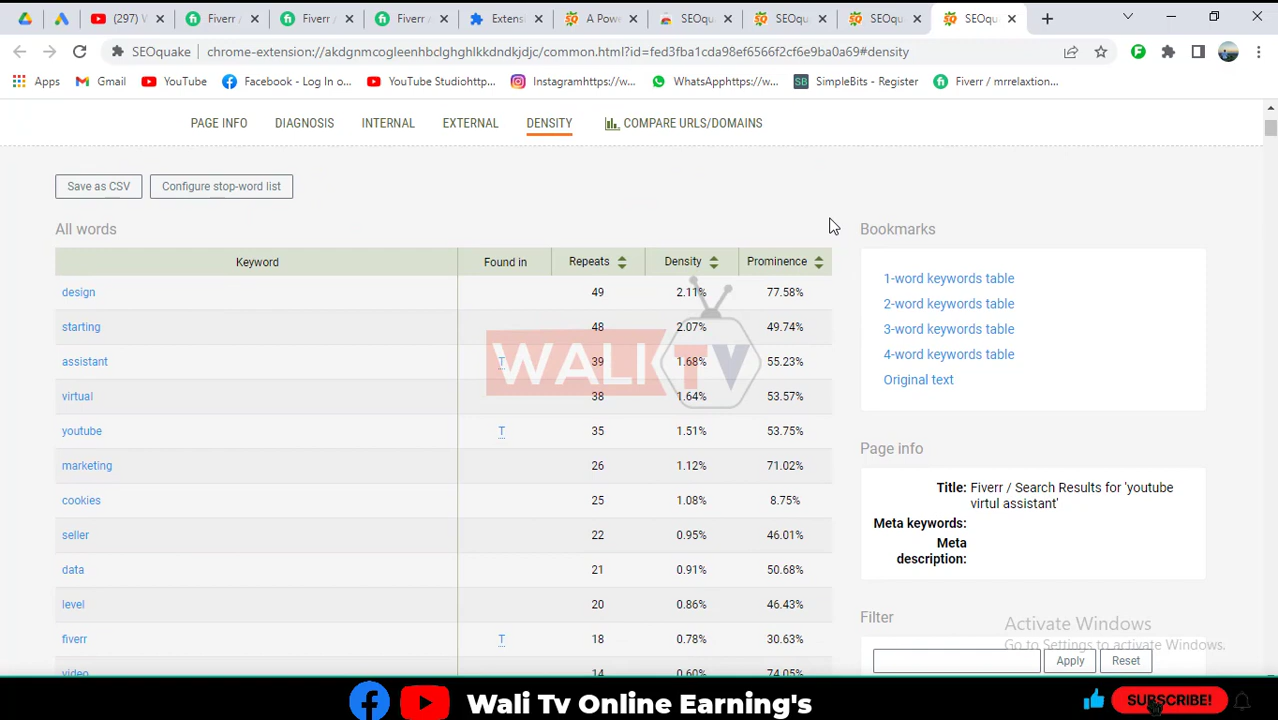 (297) W
Fiverr /
Fiverr /
Fiverr /
Extens
A Powe
SEOqua
SEOqu
SEOqu
SEOqu
SEOquake
chrome-extension://akdgnmcogleenhbclghghlkkdndkjdjc/common.html?id=fed3fba1cda98ef6566f2cf6e9ba0a69#density
Apps
Gmail
YouTube
Facebook - Log In o...
YouTube Studiohttp...
Instagramhttps://w...
WhatsApphttps://w...
SB SimpleBits - Register
Fiverr / mrrelaxtion...
PAGE INFO DIAGNOSIS INTERNAL EXTERNAL DENSITY COMPARE URLS/DOMAINS
Save as CSV Configure stop-word list
All words
Keyword Found in Repeats Density Prominence
design 49 2.11% 77.58%
starting 48 2.07% 49.74%
assistant T 39 1.68% 55.23%
virtual 38 1.64% 53.57%
youtube T 35 1.51% 53.75%
marketing 26 1.12% 71.02%
cookies 25 1.08% 8.75%
seller 22 0.95% 46.01%
data 21 0.91% 50.68%
level 20 0.86% 46.43%
fiverr T 18 0.78% 30.63%
video 14 0.60% 74.05%
WALI TV
Bookmarks
1-word keywords table
2-word keywords table
3-word keywords table
4-word keywords table
Original text
Page info
Title: Fiverr / Search Results for 'youtube
virtul assistant'
Meta keywords:
Meta
description:
Filter
Apply Reset
Activate Windows
Go to Settings to activate Windows.
Wali Tv Online Earning's
SUBSCRIBE!